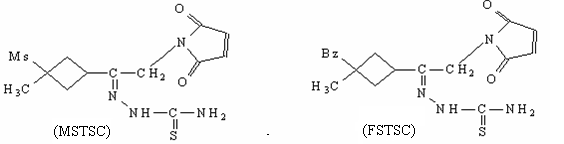 O
O
Ms
N
Bz
N
C
CH2
O
C
CH2
O
H3C
H3C
N
N
NH
C
NH2
NH
C
NH2
S
S
(MSTSC)
.
(FSTSC)